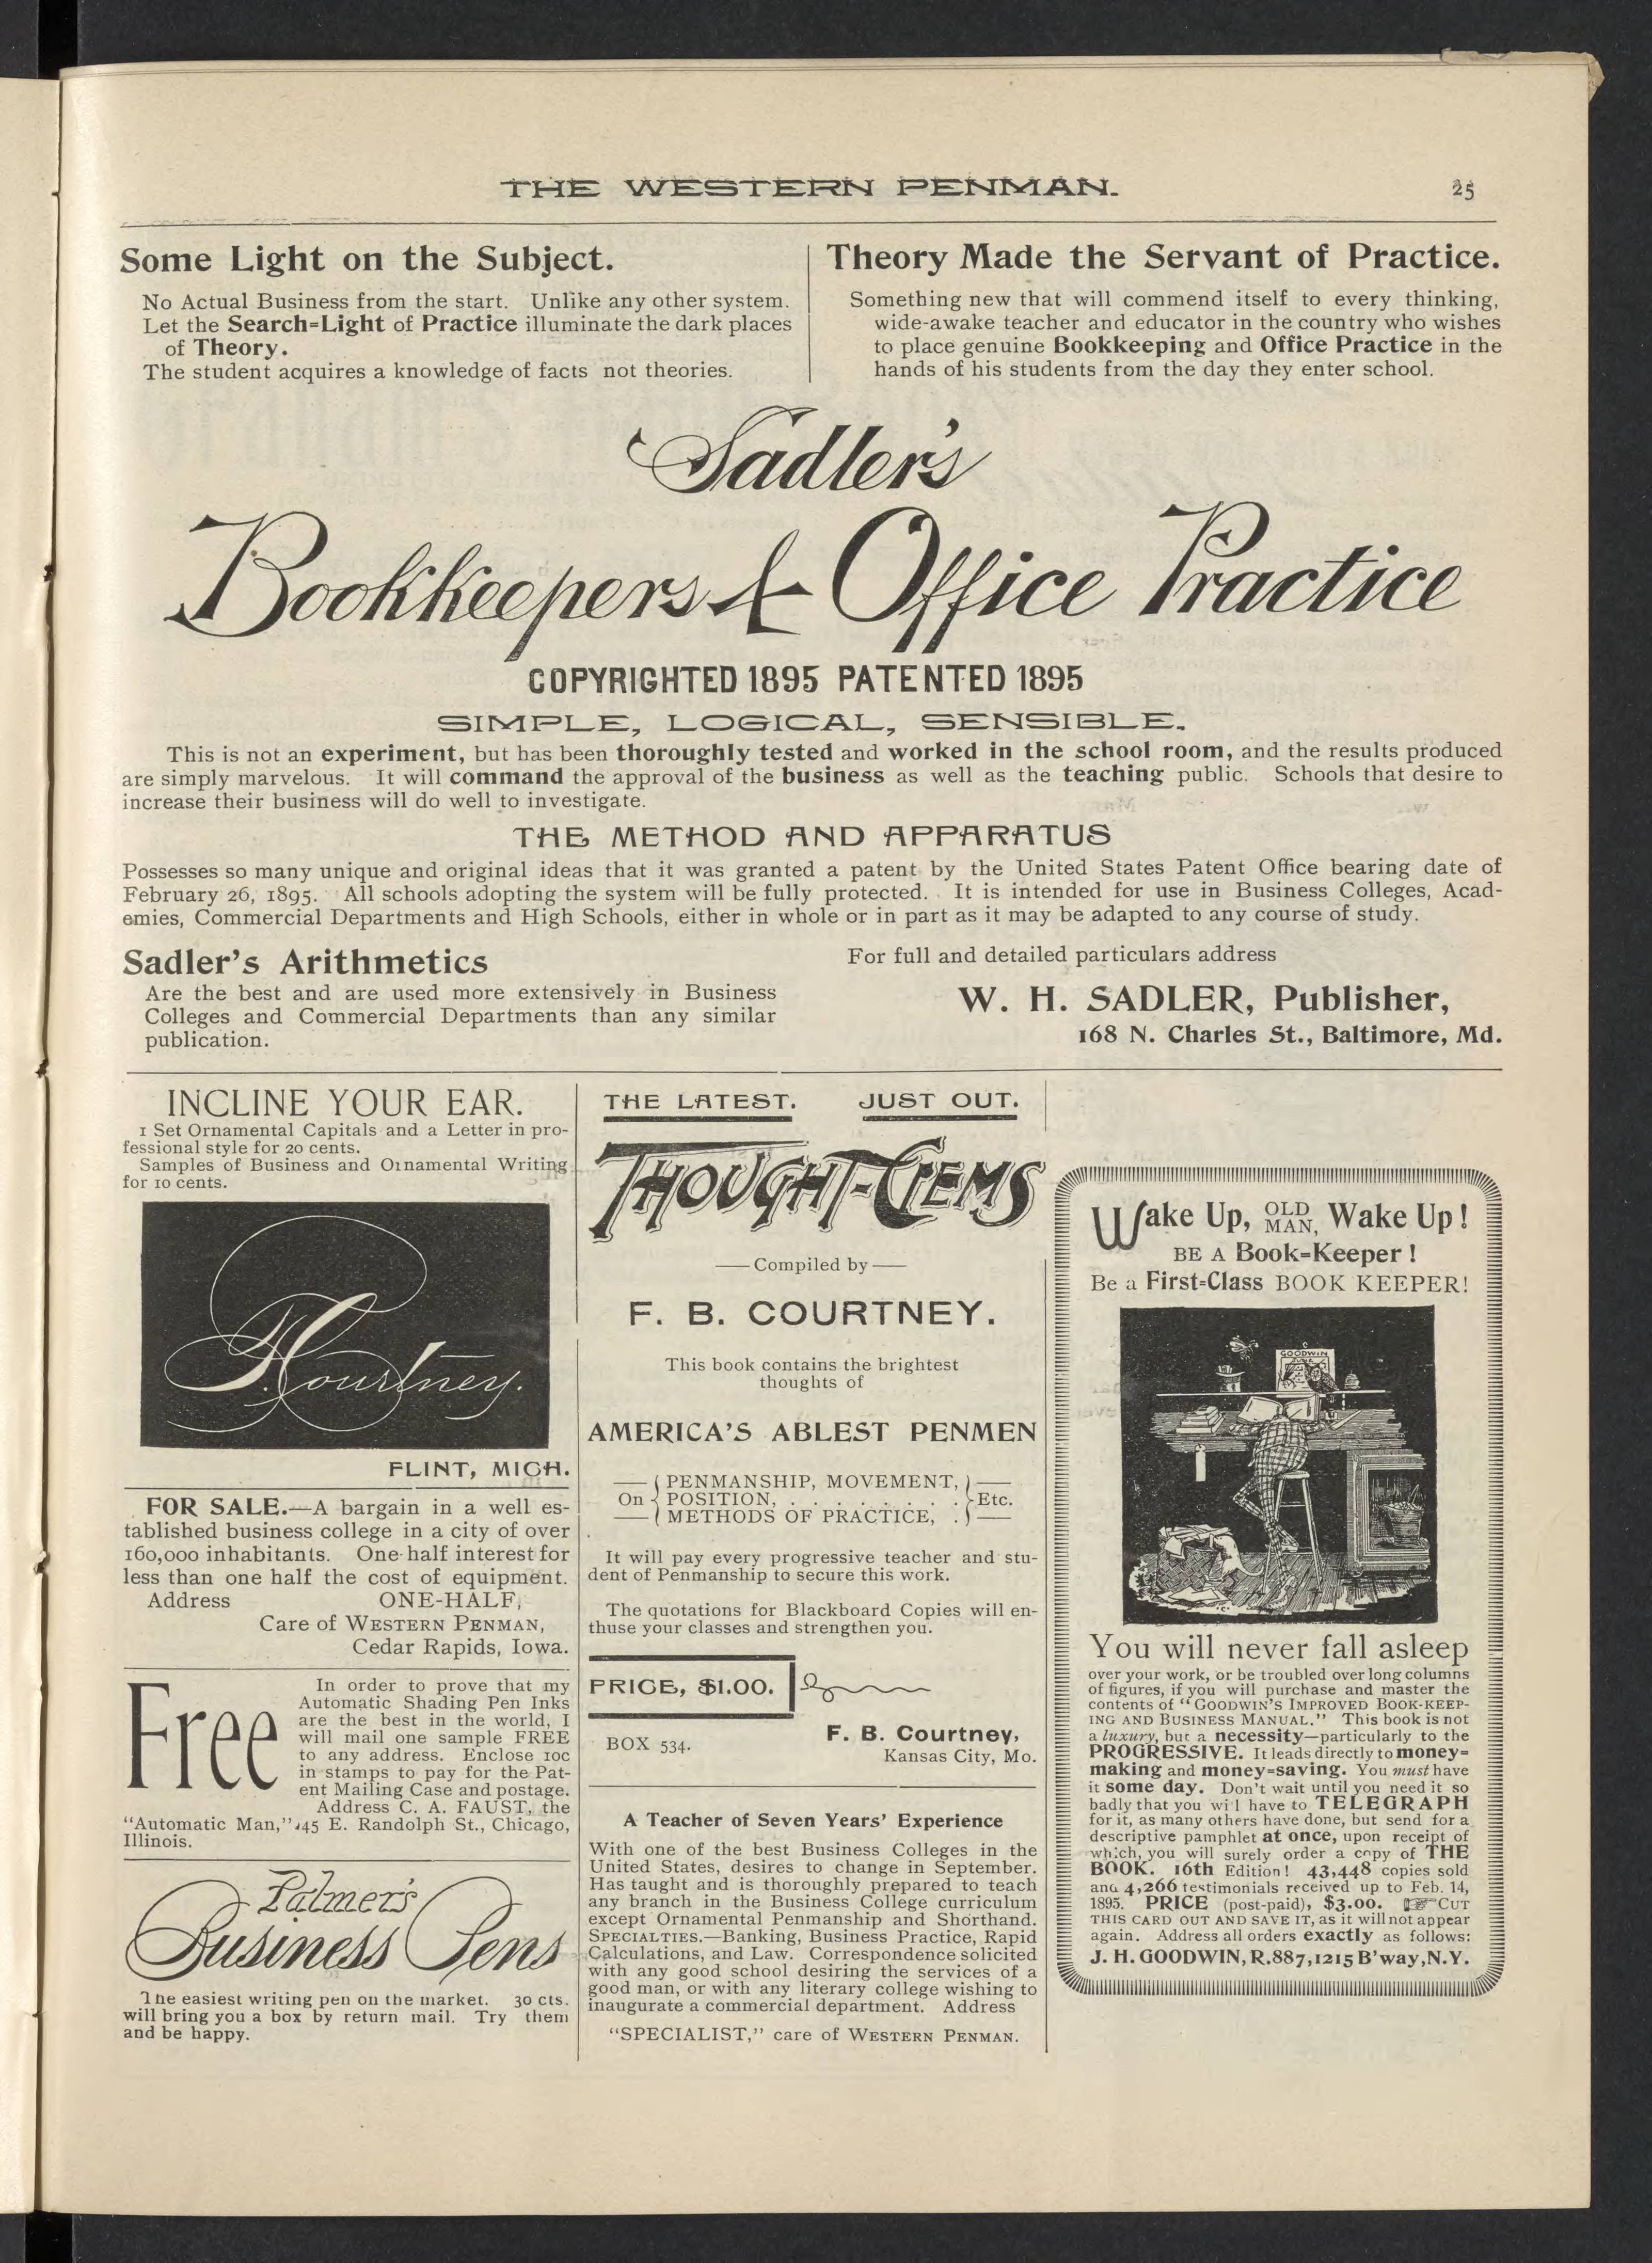 THE WESTERN PENMAN.
25
Some Light on the Subject.
No Actual Business from the start. Unlike any other system.
Let the Search=Light of Practice illuminate the dark places
of Theory.
The student acquires a knowledge of facts not theories.
Theory Made the Servant of Practice.
Something new that will commend itself to every thinking,
wide-awake teacher and educator in the country who wishes
to place genuine Bookkeeping and Office Practice in the
hands of his students from the day they enter school.
Sadler's
Bookkeepers & Office Practice
COPYRIGHTED 1895 PATENTED 1895
SIMPLE, LOGICAL, SENSIBLE.
This is not an experiment, but has been thoroughly tested and worked in the school room, and the results produced
are simply marvelous. It will command the approval of the business as well as the teaching public. Schools that desire to
increase their business will do well to investigate.
THE METHOD AND APPARATUS
Possesses so many unique and original ideas that it was granted a patent by the United States Patent Office bearing date of
February 26, 1895. All schools adopting the system will be fully protected. It is intended for use in Business Colleges, Acad-
emies, Commercial Departments and High Schools, either in whole or in part as it may be adapted to any course of study.
Sadler's Arithmetics
Are the best and are used more extensively in Business
Colleges and Commercial Departments than any similar
publication.
For full and detailed particulars address
W. H. SADLER, Publisher,
168 N. Charles St., Baltimore, Md.
INCLINE YOUR EAR.
1 Set Ornamental Capitals and a Letter in pro-
fessional style for 20 cents.
Samples of Business and Ornamental Writing
for 10 cents.
Courtney.
FLINT, MICH.
FOR SALE.—A bargain in a well es-
tablished business college in a city of over
160,000 inhabitants. One-half interest for
less than one half the cost of equipment.
Address ONE-HALF,
Care of WESTERN PENMAN,
Cedar Rapids, Iowa.
Free
In order to prove that my
Automatic Shading Pen Inks
are the best in the world, I
will mail one sample FREE
to any address. Enclose 10c
in stamps to pay for the Pat-
ent Mailing Case and postage.
Address C. A. FAUST, the
"Automatic Man," 45 E. Randolph St., Chicago,
Illinois.
Palmer's
Business Pens
The easiest writing pen on the market. 30 cts.
will bring you a box by return mail. Try them
and be happy.
THE LATEST. JUST OUT.
THOUGHT-GEMS
Compiled by
F. B. COURTNEY.
This book contains the brightest
thoughts of
AMERICA'S ABLEST PENMEN
PENMANSHIP, MOVEMENT,
On POSITION, . . . . . . . . Etc.
METHODS OF PRACTICE, .
It will pay every progressive teacher and stu-
dent of Penmanship to secure this work.
The quotations for Blackboard Copies will en-
thuse your classes and strengthen you.
PRICE, $1.00.
BOX 534.
F. B. Courtney,
Kansas City, Mo.
A Teacher of Seven Years' Experience
With one of the best Business Colleges in the
United States, desires to change in September.
Has taught and is thoroughly prepared to teach
any branch in the Business College curriculum
except Ornamental Penmanship and Shorthand.
SPECIALTIES.—Banking, Business Practice, Rapid
Calculations, and Law. Correspondence solicited
with any good school desiring the services of a
good man, or with any literary college wishing to
inaugurate a commercial department. Address
"SPECIALIST," care of WESTERN PENMAN.
Wake Up, OLD MAN, Wake Up!
BE A Book=Keeper!
Be a First=Class BOOK KEEPER!
GOODWIN
You will never fall asleep
over your work, or be troubled over long columns
of figures, if you will purchase and master the
contents of "GOODWIN'S IMPROVED BOOK-KEEP-
ING AND BUSINESS MANUAL." This book is not
a luxury, but a necessity—particularly to the
PROGRESSIVE. It leads directly to money=
making and money=saving. You must have
it some day. Don't wait until you need it so
badly that you wi l have to TELEGRAPH
for it, as many others have done, but send for a
descriptive pamphlet at once, upon receipt of
which, you will surely order a copy of THE
BOOK. 16th Edition! 43,448 copies sold
and 4,266 testimonials received up to Feb. 14,
1895. PRICE (post-paid), $3.00. ☞CUT
THIS CARD OUT AND SAVE IT, as it will not appear
again. Address all orders exactly as follows:
J. H. GOODWIN, R.887, 1215 B'way, N.Y.